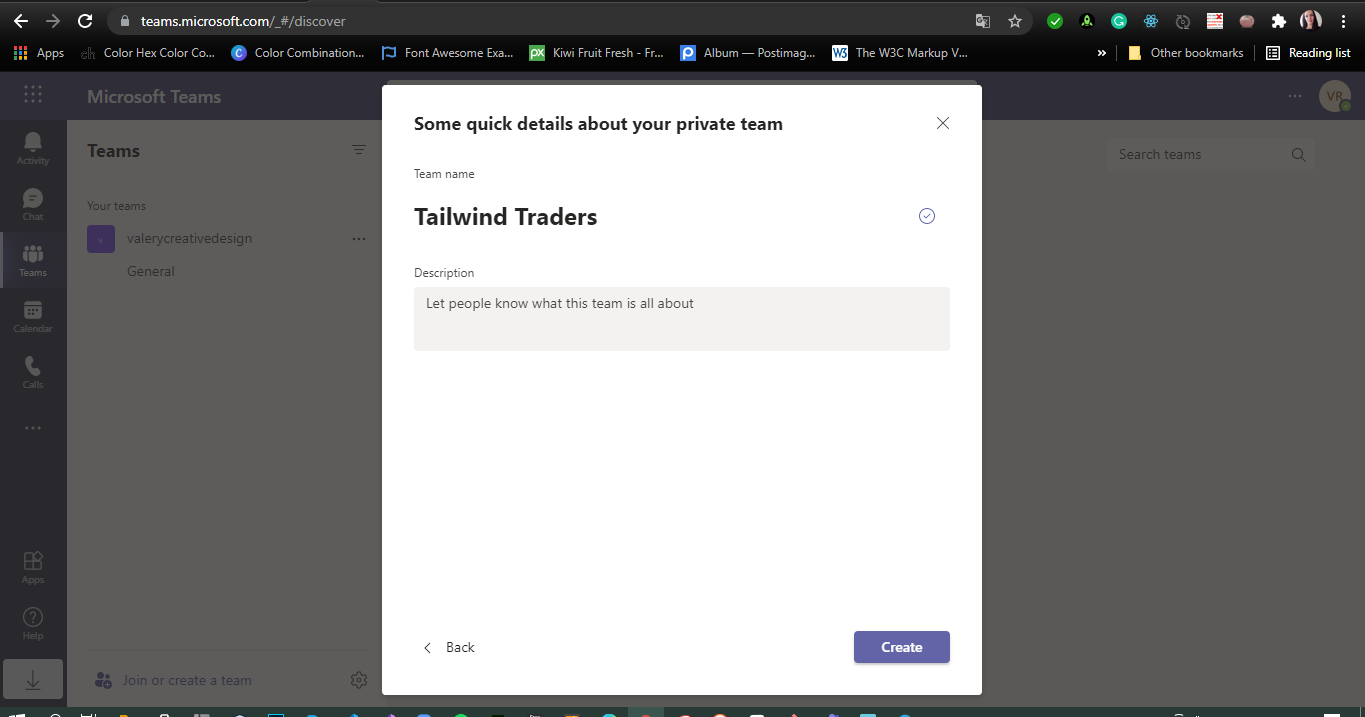 teams.microsoft.com/_#/discover
Apps
Color Hex Color Co...
C
Color Combination...
Font Awesome Exa...
px
Kiwi Fruit Fresh - Fr...
P
Album — Postimag...
W3
The W3C Markup V...
»
Other bookmarks
Reading list
Microsoft Teams
VR
Activity
Chat
Teams
Calendar
Calls
Apps
Help
Teams
Your teams
v
valerycreativedesign
General
Join or create a team
Search teams
Some quick details about your private team
Team name
Tailwind Traders
Description
Let people know what this team is all about
Back
Create